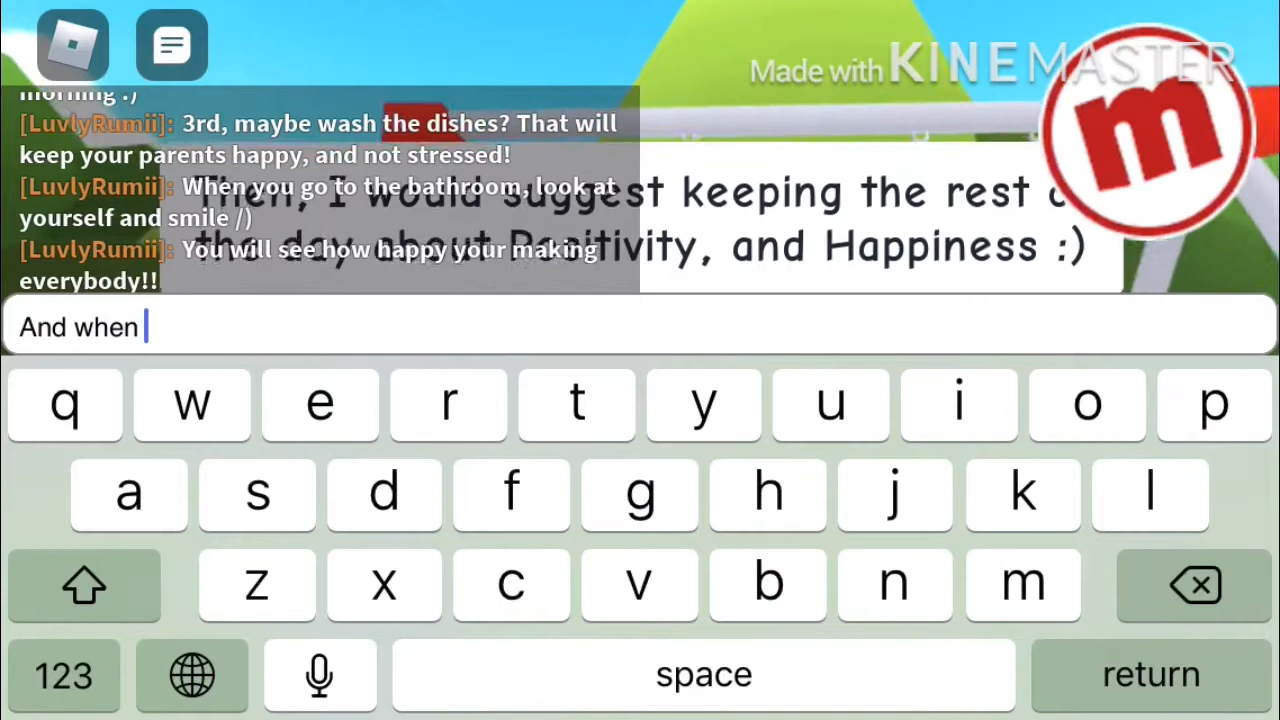 Made with KINEMASTER
m
morning :)
[LuvlyRumii]: 3rd, maybe wash the dishes? That will
keep your parents happy, and not stressed!
[LuvlyRumii]: When you go to the bathroom, look at
yourself and smile /)
[LuvlyRumii]: You will see how happy your making
everybody!!
Then, I would suggest keeping the rest
the day about Positivity, and Happiness :)
And when
q w e r t y u i o p
a s d f g h j k l
z x c v b n m
123 space return